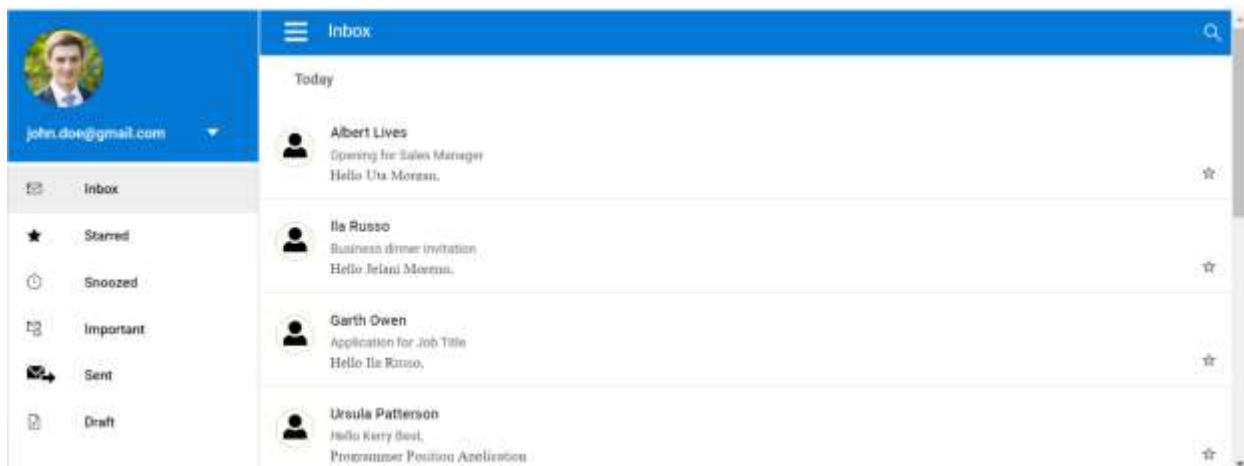 john.doe@gmail.com
Inbox
Starred
Snoozed
Important
Sent
Draft
Inbox
Today
Albert Lives
Opening for Sales Manager
Hello Uta Morgan,
Ila Russo
Business dinner invitation
Hello Jelani Moreno,
Garth Owen
Application for Job Title
Hello Ila Russo,
Ursula Patterson
Hello Kerry Best,
Programmer Position Application